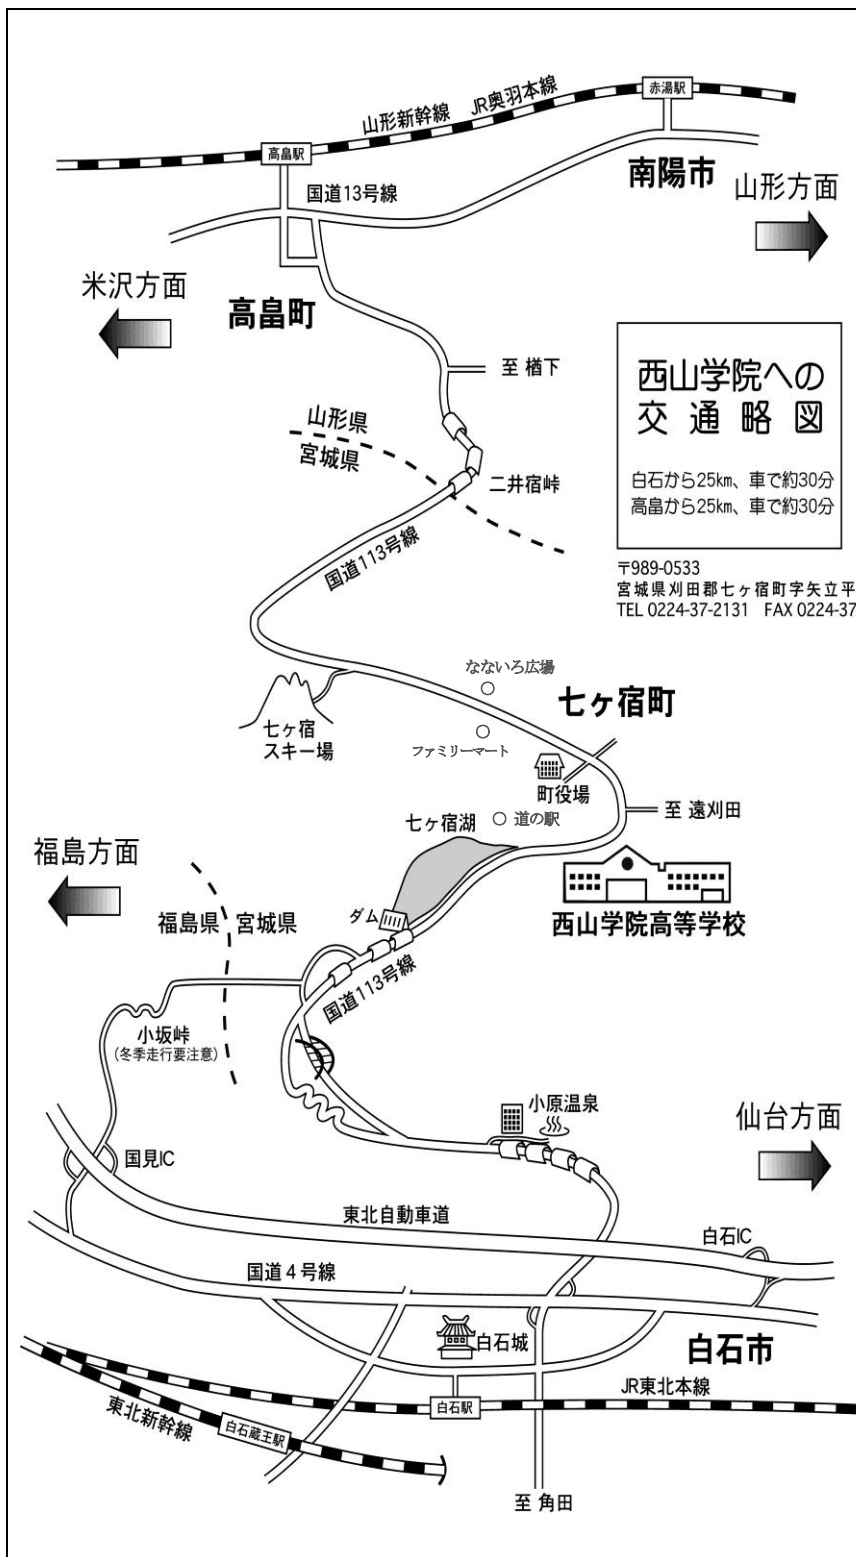 赤湯駅
山形新幹線 JR奥羽本線
高畠駅
南陽市
国道13号線
山形方面
米沢方面
高畠町
至 楢下
西山学院への
交通略図
白石から25km、車で約30分
高畠から25km、車で約30分
山形県
宮城県
二井宿峠
国道113号線
〒989-0533
宮城県刈田郡七ヶ宿町字矢立平
TEL 0224-37-2131 FAX 0224-37
なないろ広場
七ヶ宿町
七ヶ宿
スキー場
ファミリーマート
町役場
至 遠刈田
七ヶ宿湖
道の駅
福島方面
ダム
西山学院高等学校
福島県
宮城県
国道113号線
小坂峠
(冬季走行要注意)
小原温泉
仙台方面
国見IC
東北自動車道
白石IC
国道4号線
白石城
白石市
JR東北本線
白石駅
東北新幹線
白石蔵王駅
至 角田